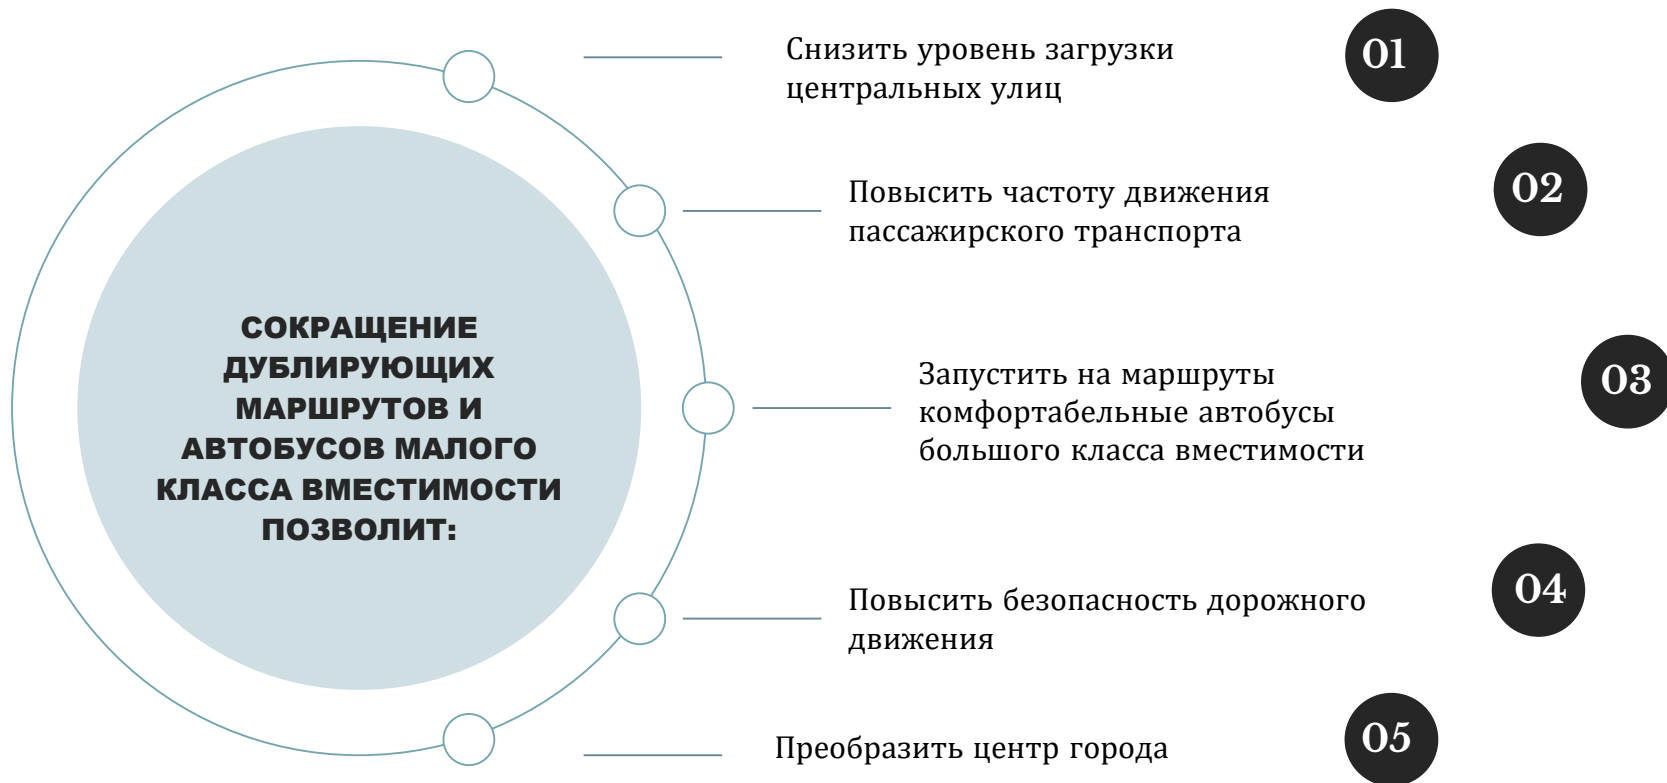 Снизить уровень загрузки
центральных улиц
01
Повысить частоту движения
пассажирского транспорта
02
СОКРАЩЕНИЕ
ДУБЛИРУЮЩИХ
МАРШРУТОВ И
АВТОБУСОВ МАЛОГО
КЛАССА ВМЕСТИМОСТИ
ПОЗВОЛИТ:
Запустить на маршруты
комфортабельные автобусы
большого класса вместимости
03
Повысить безопасность дорожного
движения
04
Преобразить центр города
05